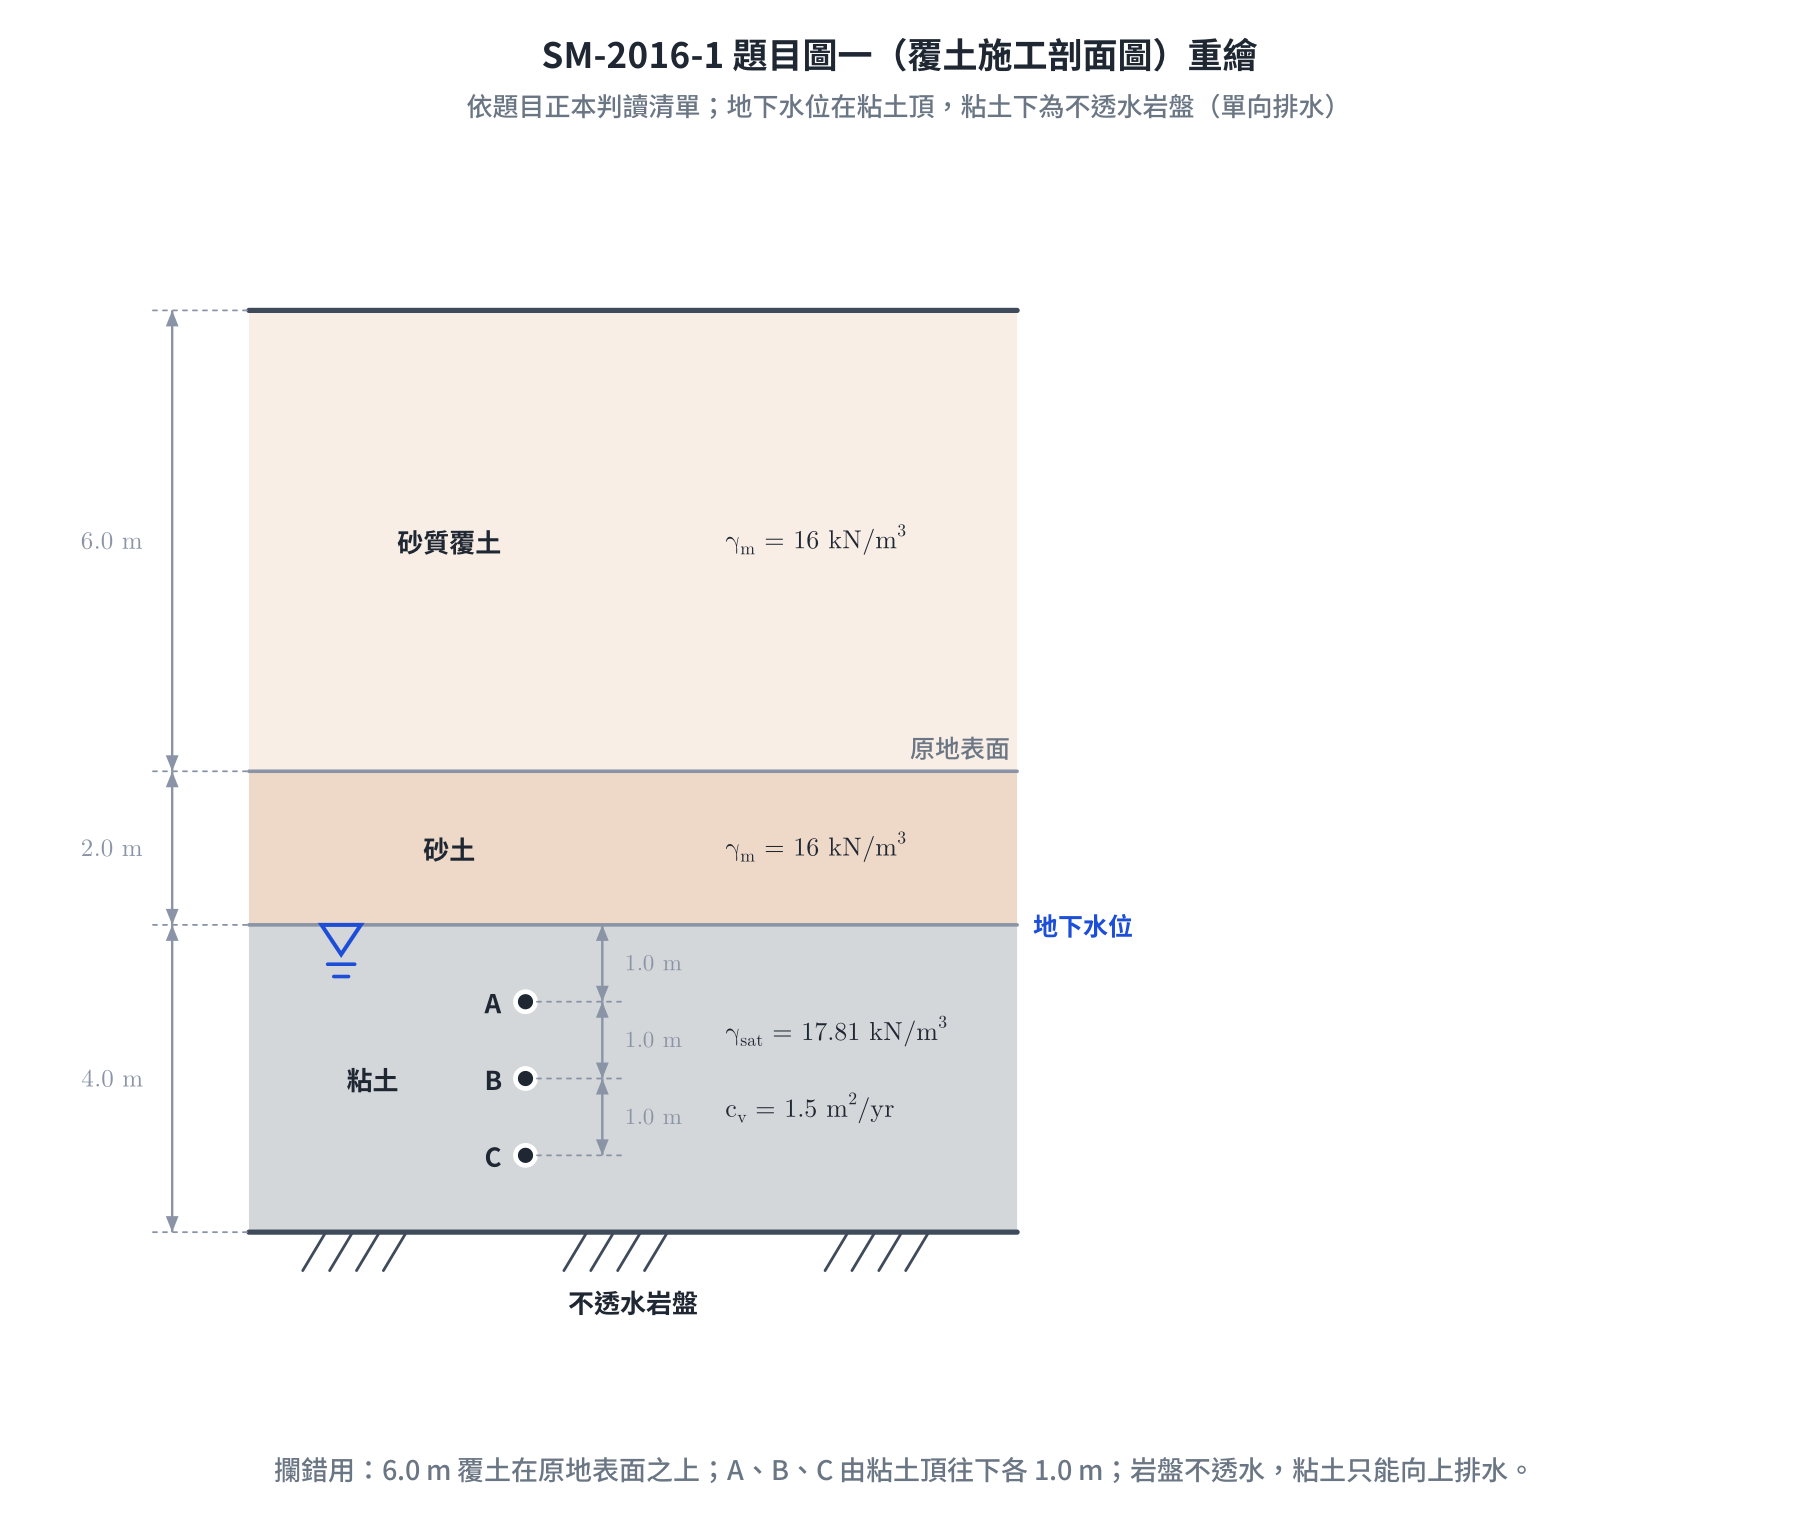 SM-2016-1 題目圖一（覆土施工剖面圖）重繪
依題目正本判讀清單；地下水位在粘土頂，粘土下為不透水岩盤（單向排水）
6.0 m
砂質覆土
γm = 16 kN/m³
原地表面
2.0 m
砂土
γm = 16 kN/m³
地下水位
1.0 m
A
1.0 m
γsat = 17.81 kN/m³
4.0 m
粘土
B
cv = 1.5 m²/yr
1.0 m
C
不透水岩盤
攔錯用：6.0 m 覆土在原地表面之上；A、B、C 由粘土頂往下各 1.0 m；岩盤不透水，粘土只能向上排水。